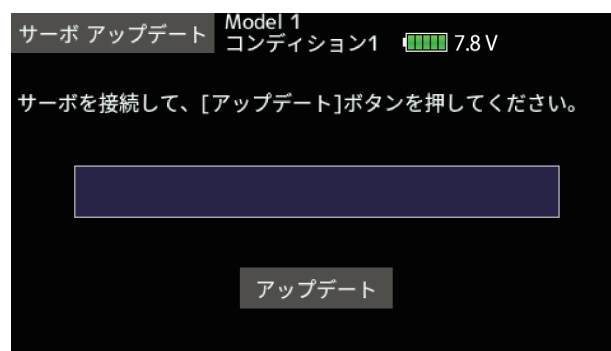 サーボ アップデート
Model 1
コンディション1 7.8 V
サーボを接続して、[アップデート]ボタンを押してください。
アップデート